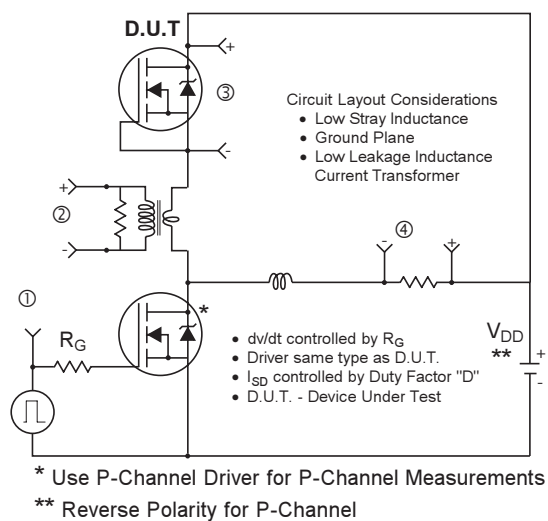 D.U.T
+
③
-
Circuit Layout Considerations
• Low Stray Inductance
• Ground Plane
• Low Leakage Inductance
Current Transformer
+
②
-
④
-
+
①
RG
*
• dv/dt controlled by RG
• Driver same type as D.U.T.
• ISD controlled by Duty Factor "D"
• D.U.T. - Device Under Test
VDD
**
+
-
* Use P-Channel Driver for P-Channel Measurements
** Reverse Polarity for P-Channel